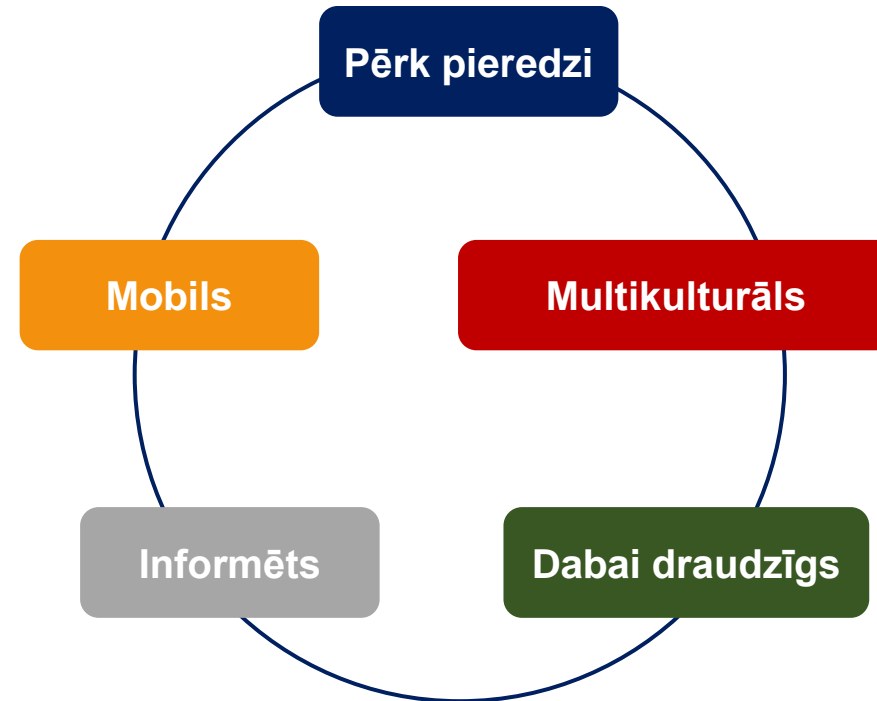 Pērk pieredzi
Mobils
Multikulturāls
Informēts
Dabai draudzīgs